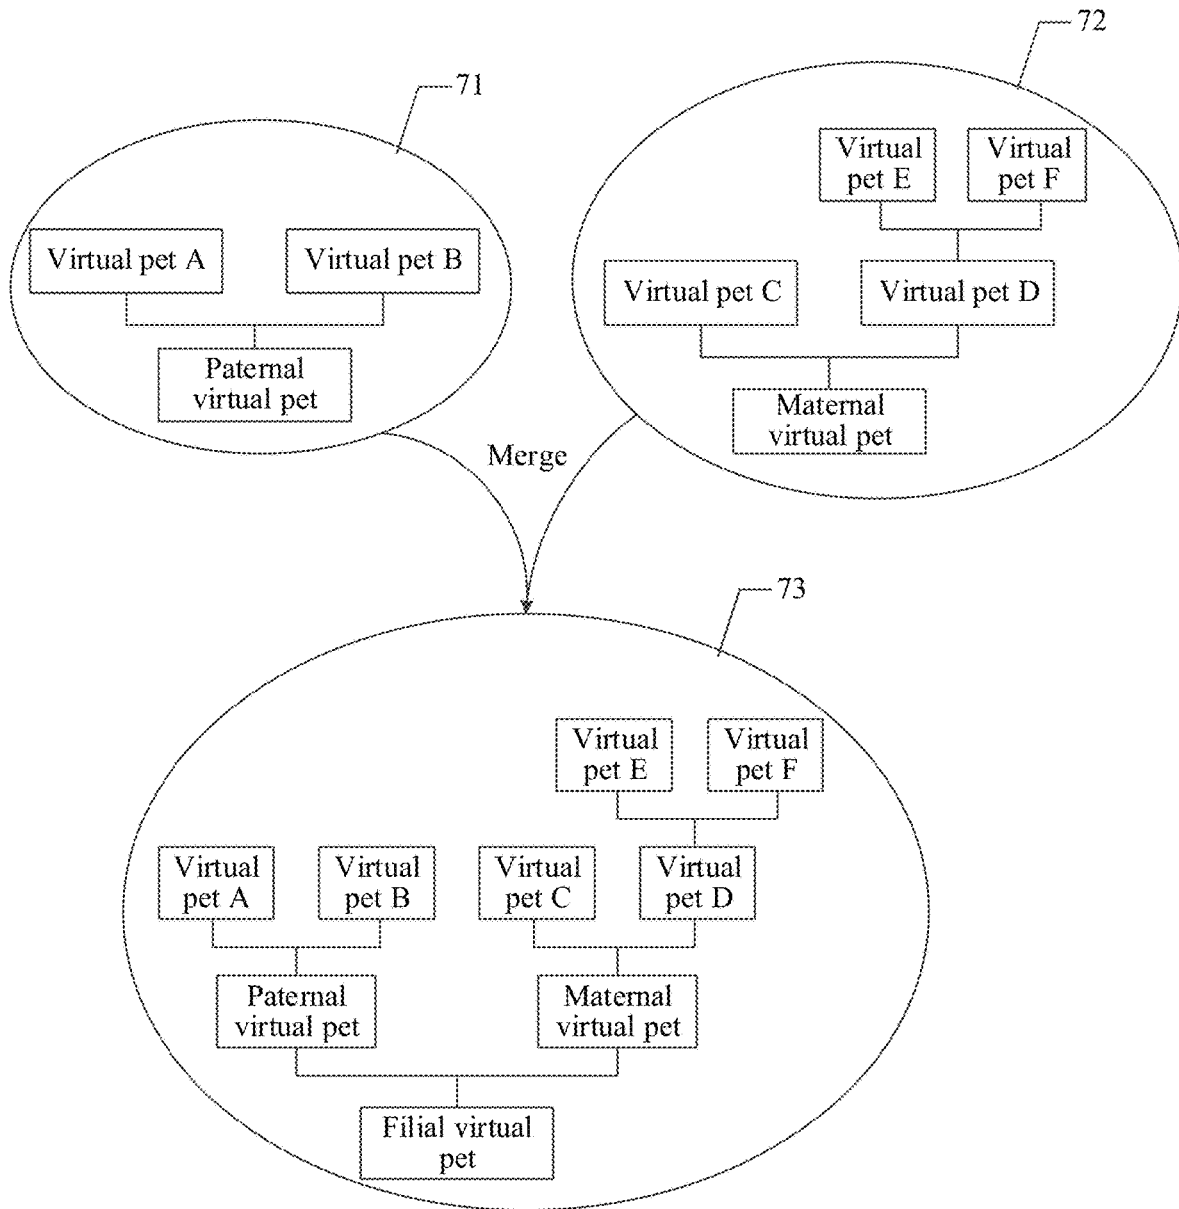 72
71
Virtual
pet E
Virtual
pet F
Virtual pet A
Virtual pet B
Virtual pet C
Virtual pet D
Paternal
virtual pet
Maternal
virtual pet
Merge
73
Virtual
pet E
Virtual
pet F
Virtual
pet A
Virtual
pet B
Virtual
pet C
Virtual
pet D
Paternal
virtual pet
Maternal
virtual pet
Filial virtual
pet